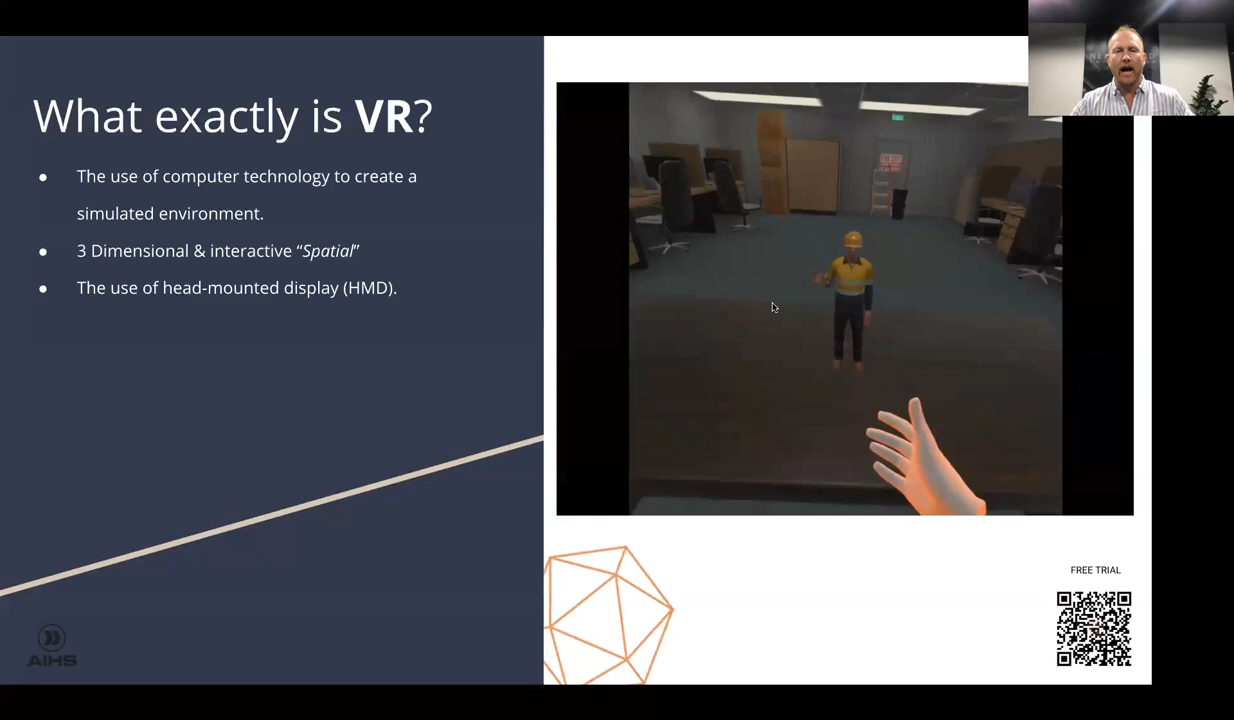 What exactly is VR?
● The use of computer technology to create a
simulated environment.
● 3 Dimensional & interactive “Spatial”
● The use of head-mounted display (HMD).
FREE TRIAL
AIHS